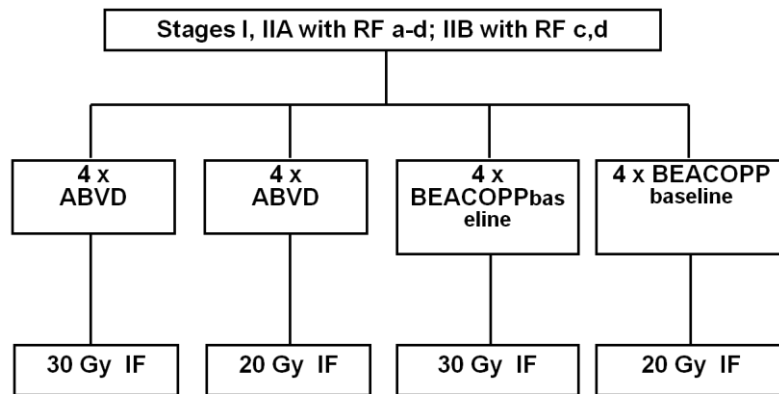 Stages I, IIA with RF a-d; IIB with RF c,d
4 x
ABVD
4 x
ABVD
4 x
BEACOPPbas
eline
4 x BEACOPP
baseline
30 Gy IF
20 Gy IF
30 Gy IF
20 Gy IF